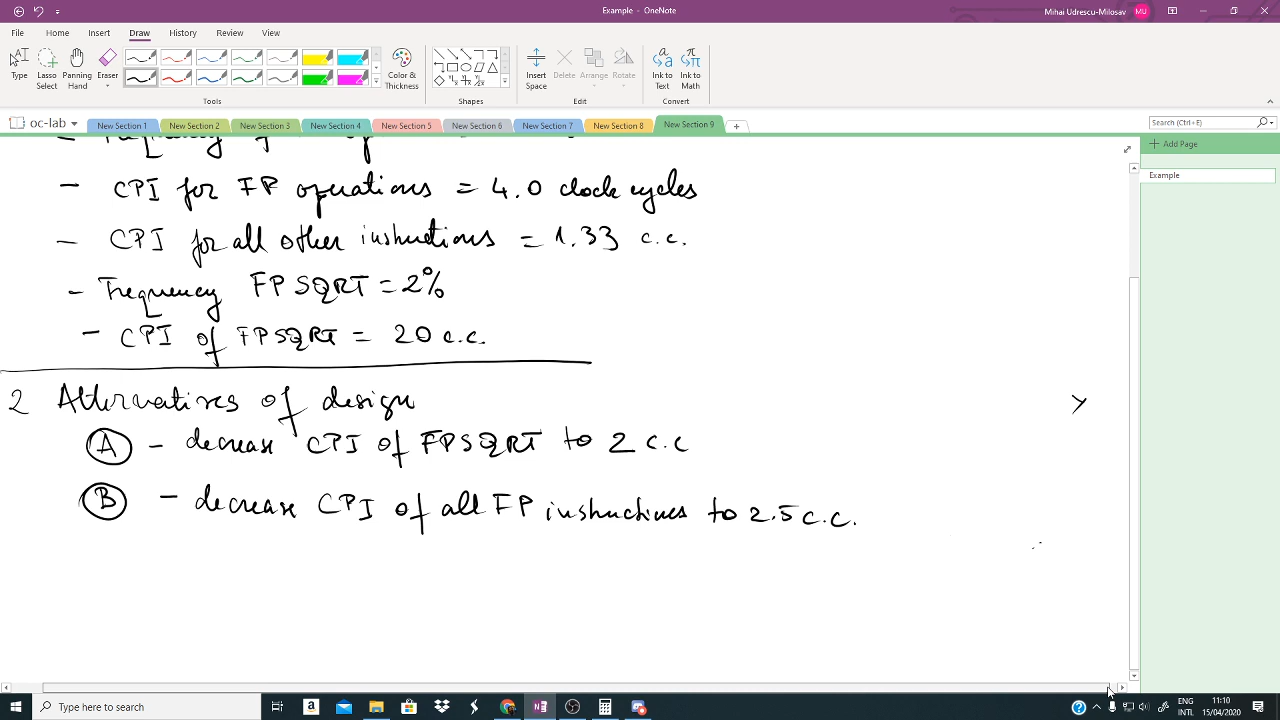 Example - OneNote
Mihai Udrescu-Milosav MU
File Home Insert Draw History Review View
Type Lasso Select Panning Hand Eraser Color & Thickness Insert Space Delete Arrange Rotate Ink to Text Ink to Math
Tools Shapes Edit Convert
oc-lab New Section 1 New Section 2 New Section 3 New Section 4 New Section 5 New Section 6 New Section 7 New Section 8 New Section 9 Search (Ctrl+E)
Add Page
Example
- Frequency of
- CPI for FP operations = 4.0 clock cycles
- CPI for all other instructions = 1.33 c.c.
- Frequency FPSQRT = 2%
- CPI of FPSQRT = 20 c.c.
2 Alternatives of design
A - decrease CPI of FPSQRT to 2 c.c
B - decrease CPI of all FP instructions to 2.5 c.c.
Type here to search
ENG
INTL
11:10
15/04/2020